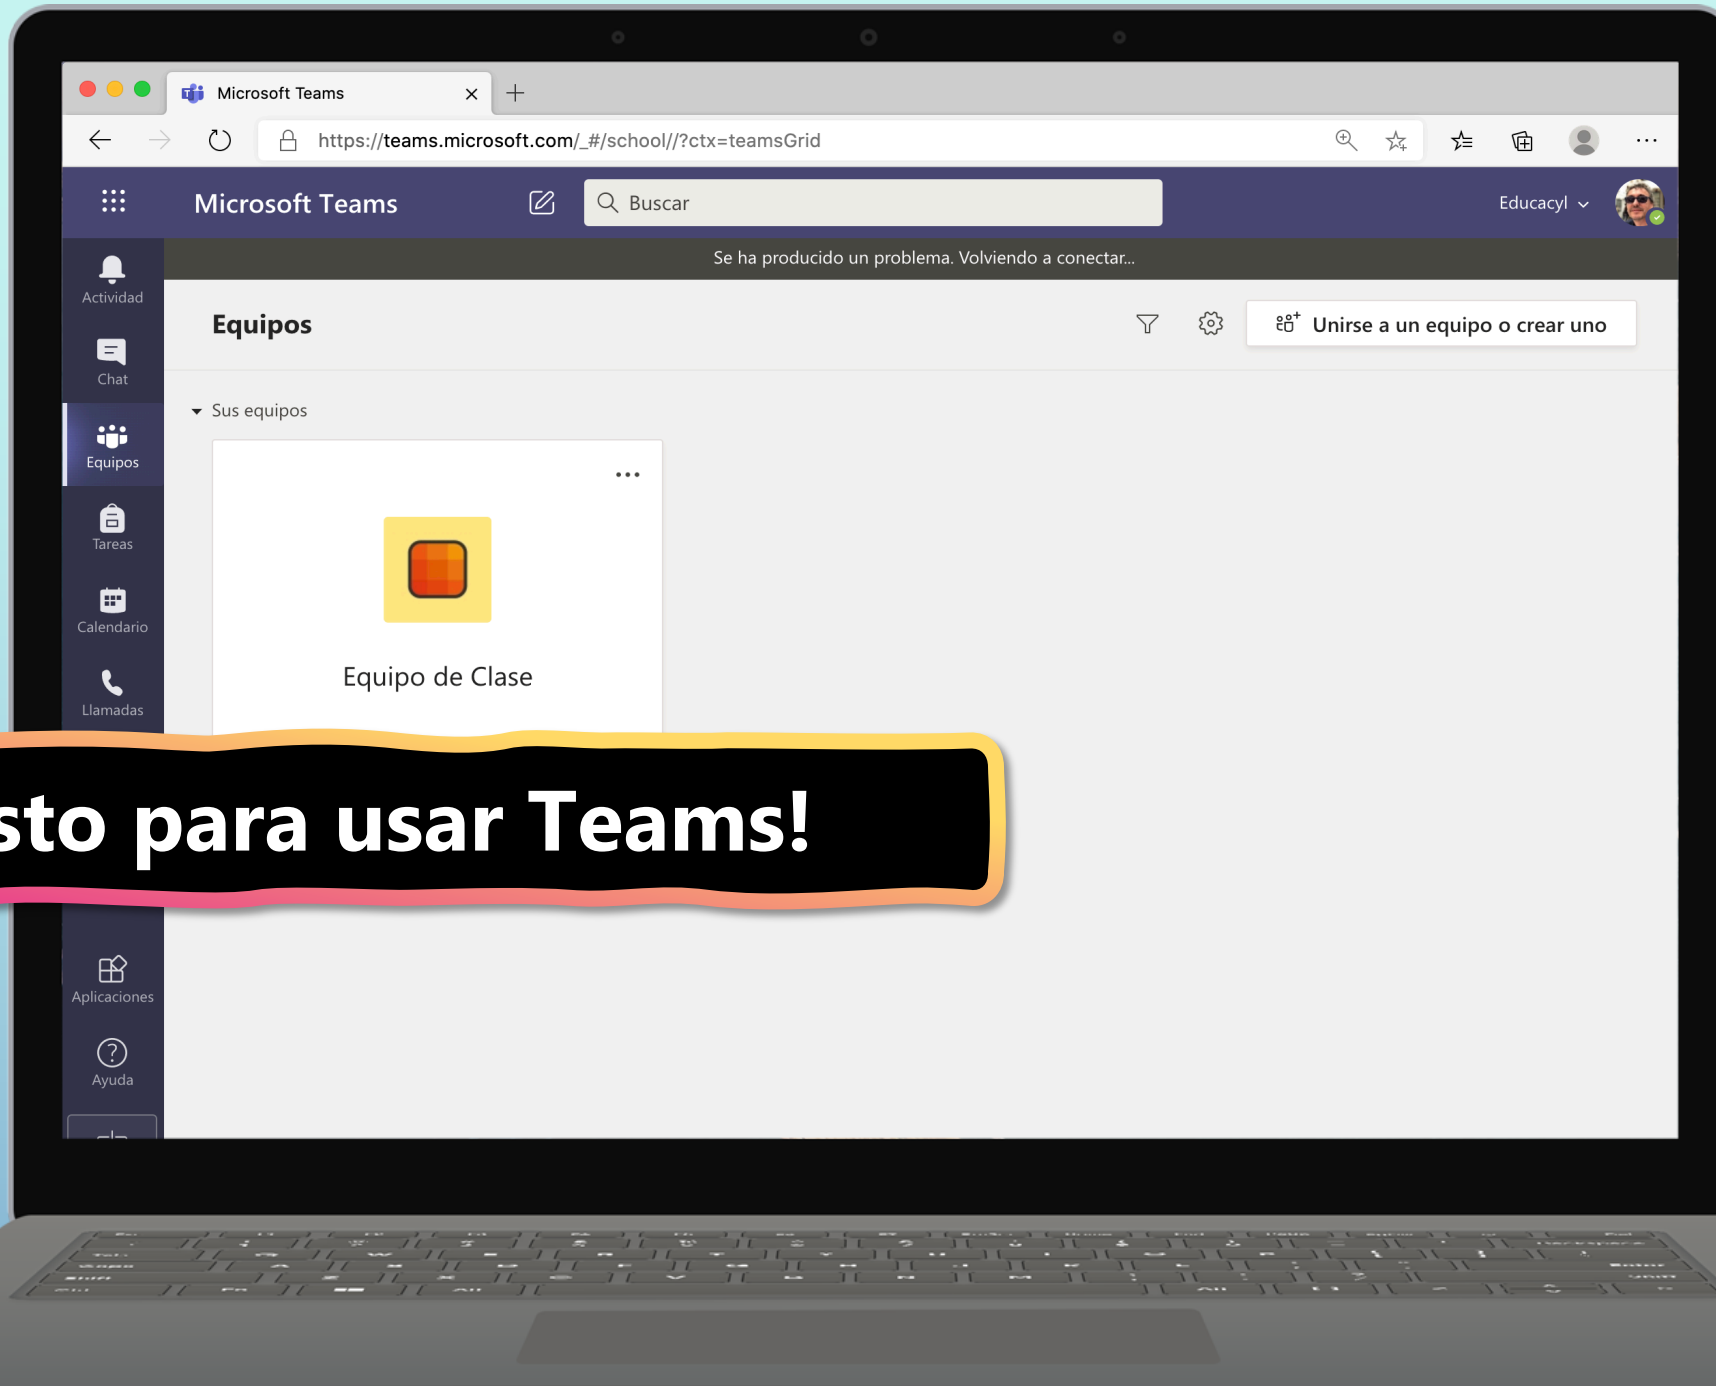 Microsoft Teams
https://teams.microsoft.com/_#/school//?ctx=teamsGrid
Microsoft Teams
Buscar
Educacyl
Se ha producido un problema. Volviendo a conectar...
Actividad
Chat
Equipos
Tareas
Calendario
Llamadas
Aplicaciones
Ayuda
Equipos
Unirse a un equipo o crear uno
Sus equipos
Equipo de Clase
sto para usar Teams!